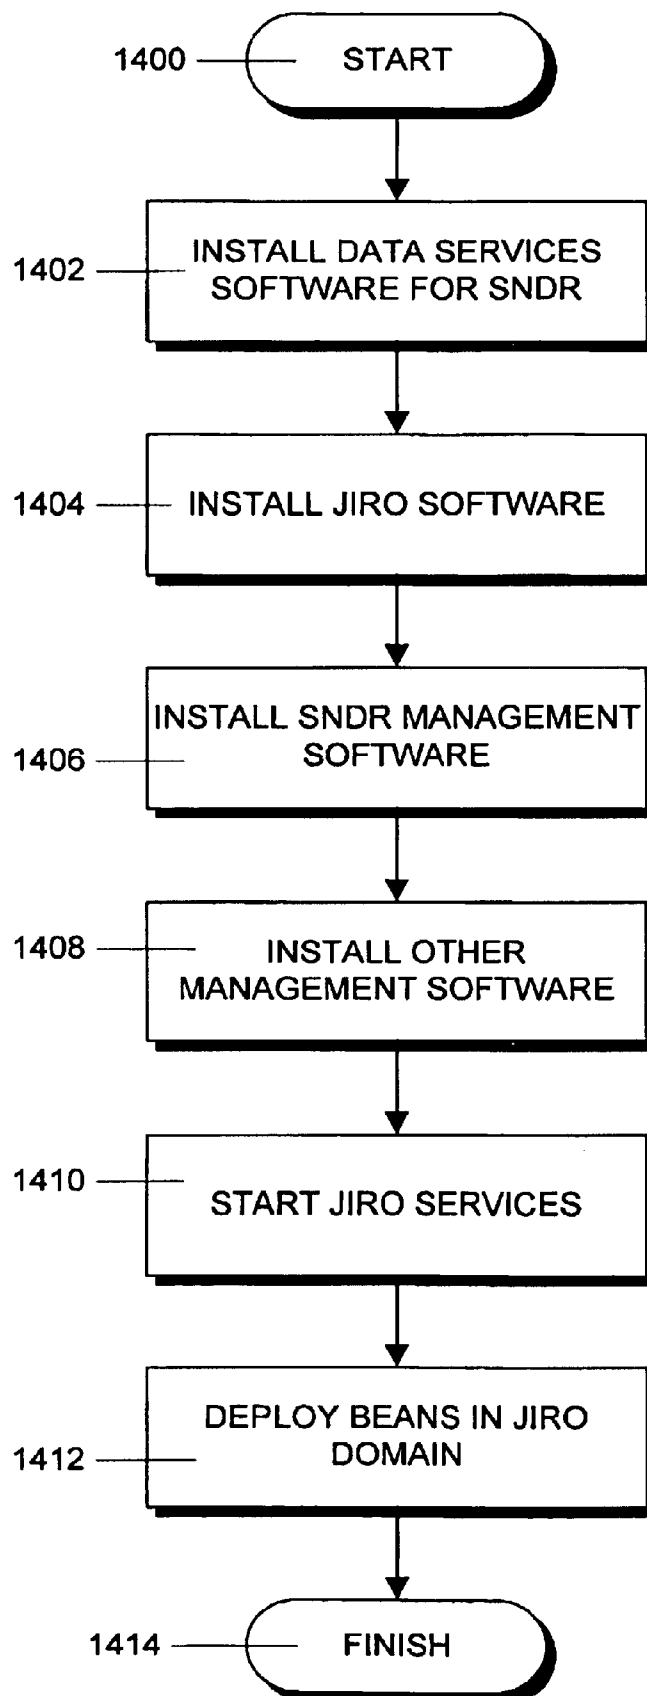 1400
START
1402
INSTALL DATA SERVICES
SOFTWARE FOR SNDR
1404
INSTALL JIRO SOFTWARE
1406
INSTALL SNDR MANAGEMENT
SOFTWARE
1408
INSTALL OTHER
MANAGEMENT SOFTWARE
1410
START JIRO SERVICES
1412
DEPLOY BEANS IN JIRO
DOMAIN
1414
FINISH